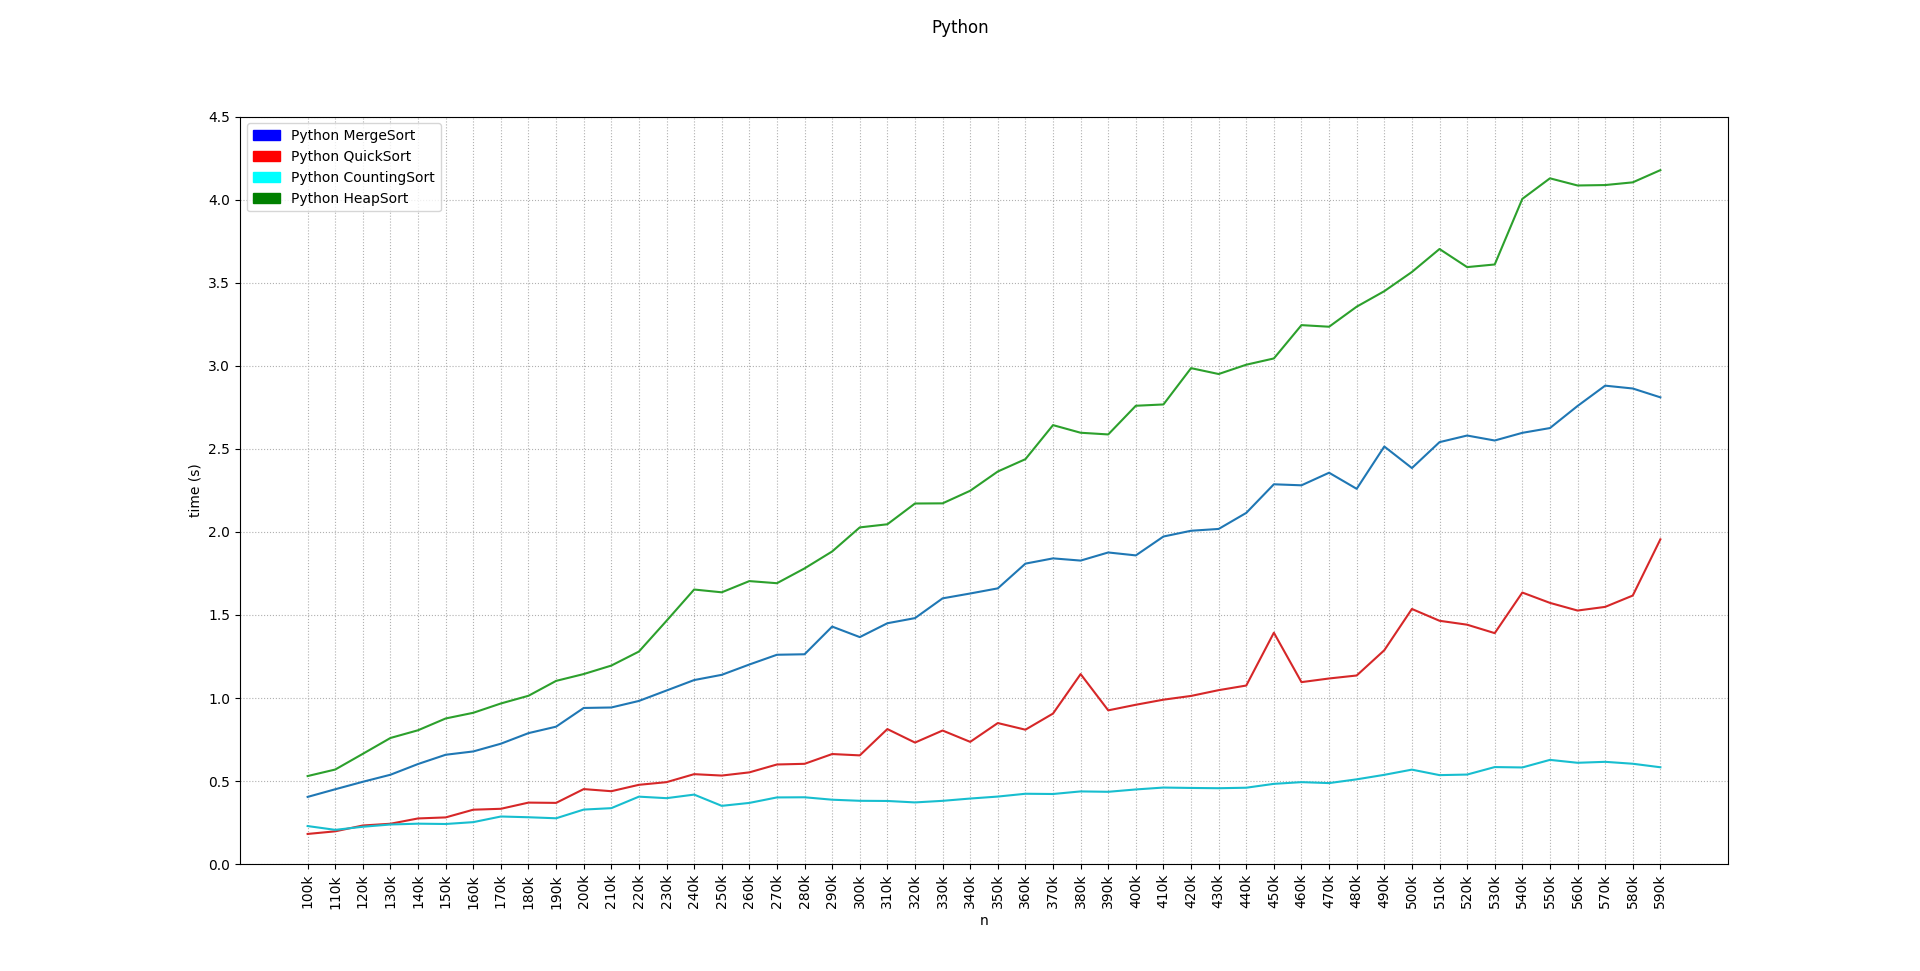 Python
Python MergeSort
Python QuickSort
Python CountingSort
Python HeapSort
4.5
4.0
3.5
3.0
2.5
2.0
1.5
1.0
0.5
0.0
time (s)
100k 110k 120k 130k 140k 150k 160k 170k 180k 190k 200k 210k 220k 230k 240k 250k 260k 270k 280k 290k 300k 310k 320k 330k 340k 350k 360k 370k 380k 390k 400k 410k 420k 430k 440k 450k 460k 470k 480k 490k 500k 510k 520k 530k 540k 550k 560k 570k 580k 590k
n